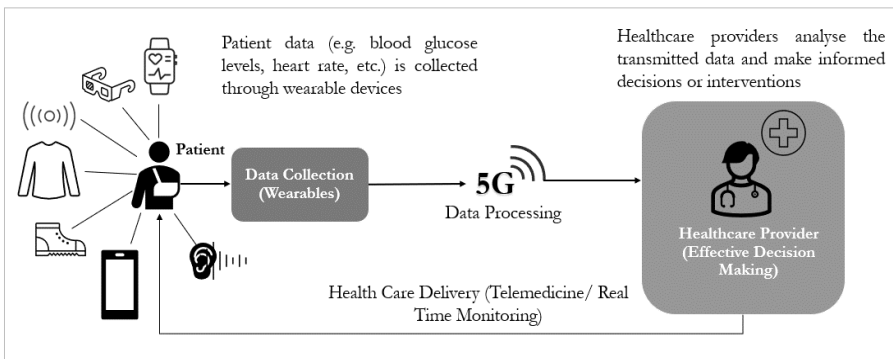 Patient data (e.g. blood glucose
levels, heart rate, etc.) is collected
through wearable devices
Healthcare providers analyse the
transmitted data and make informed
decisions or interventions
Patient
Data Collection
(Wearables)
5G
Data Processing
Healthcare Provider
(Effective Decision
Making)
Health Care Delivery (Telemedicine/ Real
Time Monitoring)